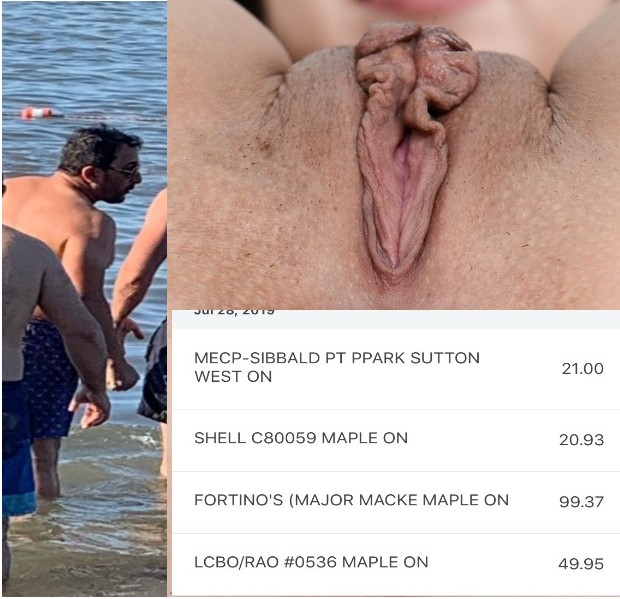 Jul 28, 2019
MECP-SIBBALD PT PPARK SUTTON
WEST ON
21.00
SHELL C80059 MAPLE ON
20.93
FORTINO'S (MAJOR MACKE MAPLE ON
99.37
LCBO/RAO #0536 MAPLE ON
49.95